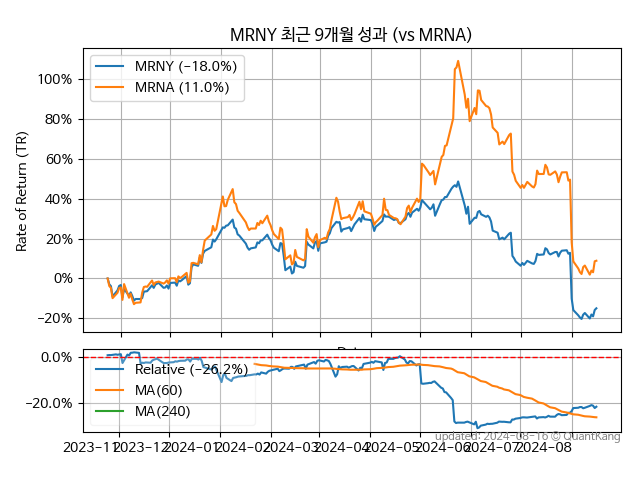 MRNY 최근 9개월 성과 (vs MRNA)
MRNY (-18.0%)
MRNA (11.0%)
Rate of Return (TR)
100%
80%
60%
40%
20%
0%
-20%
0.0%
-20.0%
Relative (-26.2%)
MA(60)
MA(240)
2023-11 2023-12 2024-01 2024-02 2024-03 2024-04 2024-05 2024-06 2024-07 2024-08
updated: 2024-08-16 © QuantKang